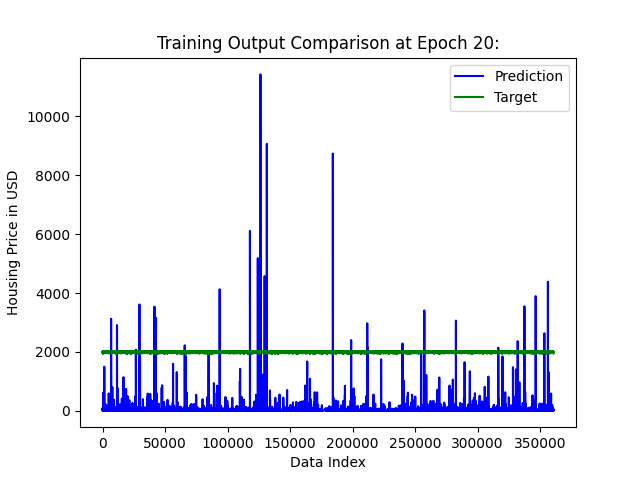 Training Output Comparison at Epoch 20:
Prediction
Target
10000
8000
6000
4000
2000
0
Housing Price in USD
0 50000 100000 150000 200000 250000 300000 350000
Data Index